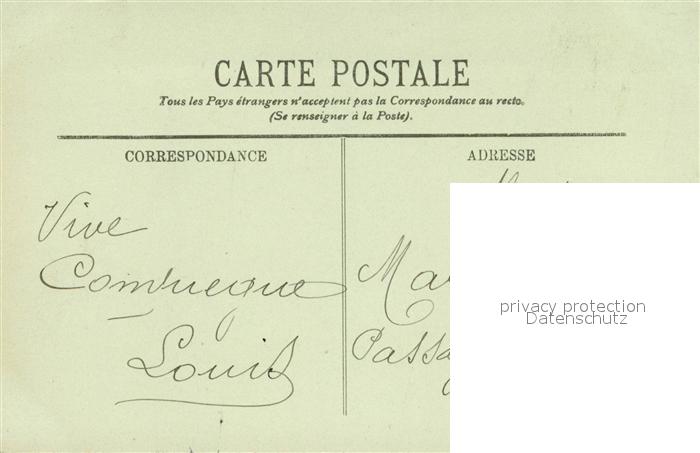 CARTE POSTALE
Tous les Pays étrangers n'acceptent pas la Correspondance au recto.
(Se renseigner à la Poste).
CORRESPONDANCE
ADRESSE
Vive
Louis
Passa
privacy protection
Datenschutz